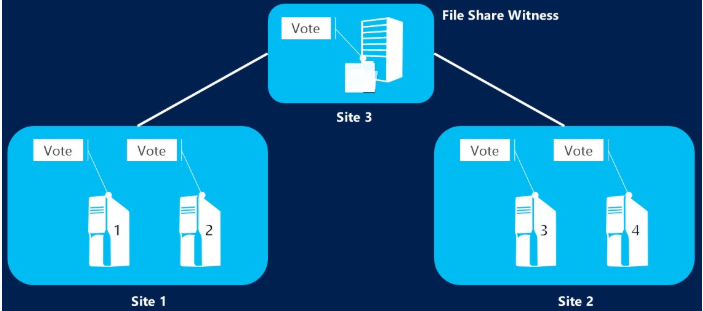 File Share Witness
Vote
Site 3
Vote
Vote
Vote
Vote
1
2
3
4
Site 1
Site 2